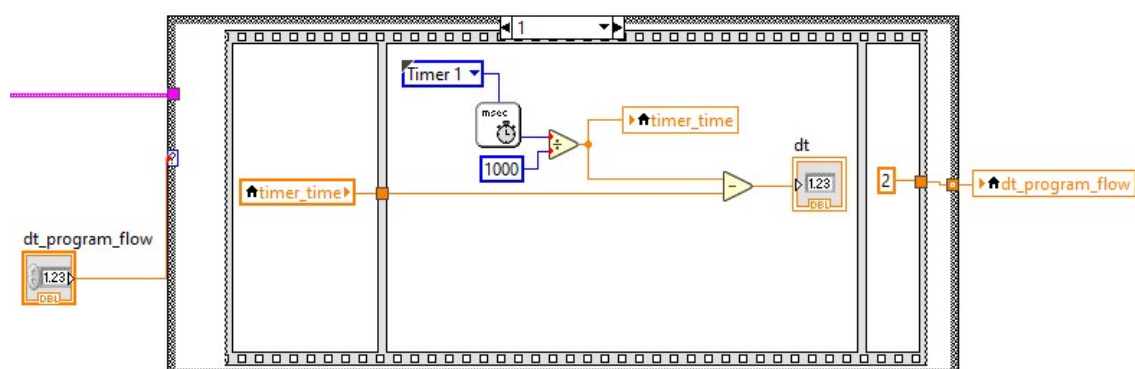 1
Timer 1
msec
timer_time
1000
dt
1.23
DBL
timer_time
2
dt_program_flow
?
dt_program_flow
1.23
DBL